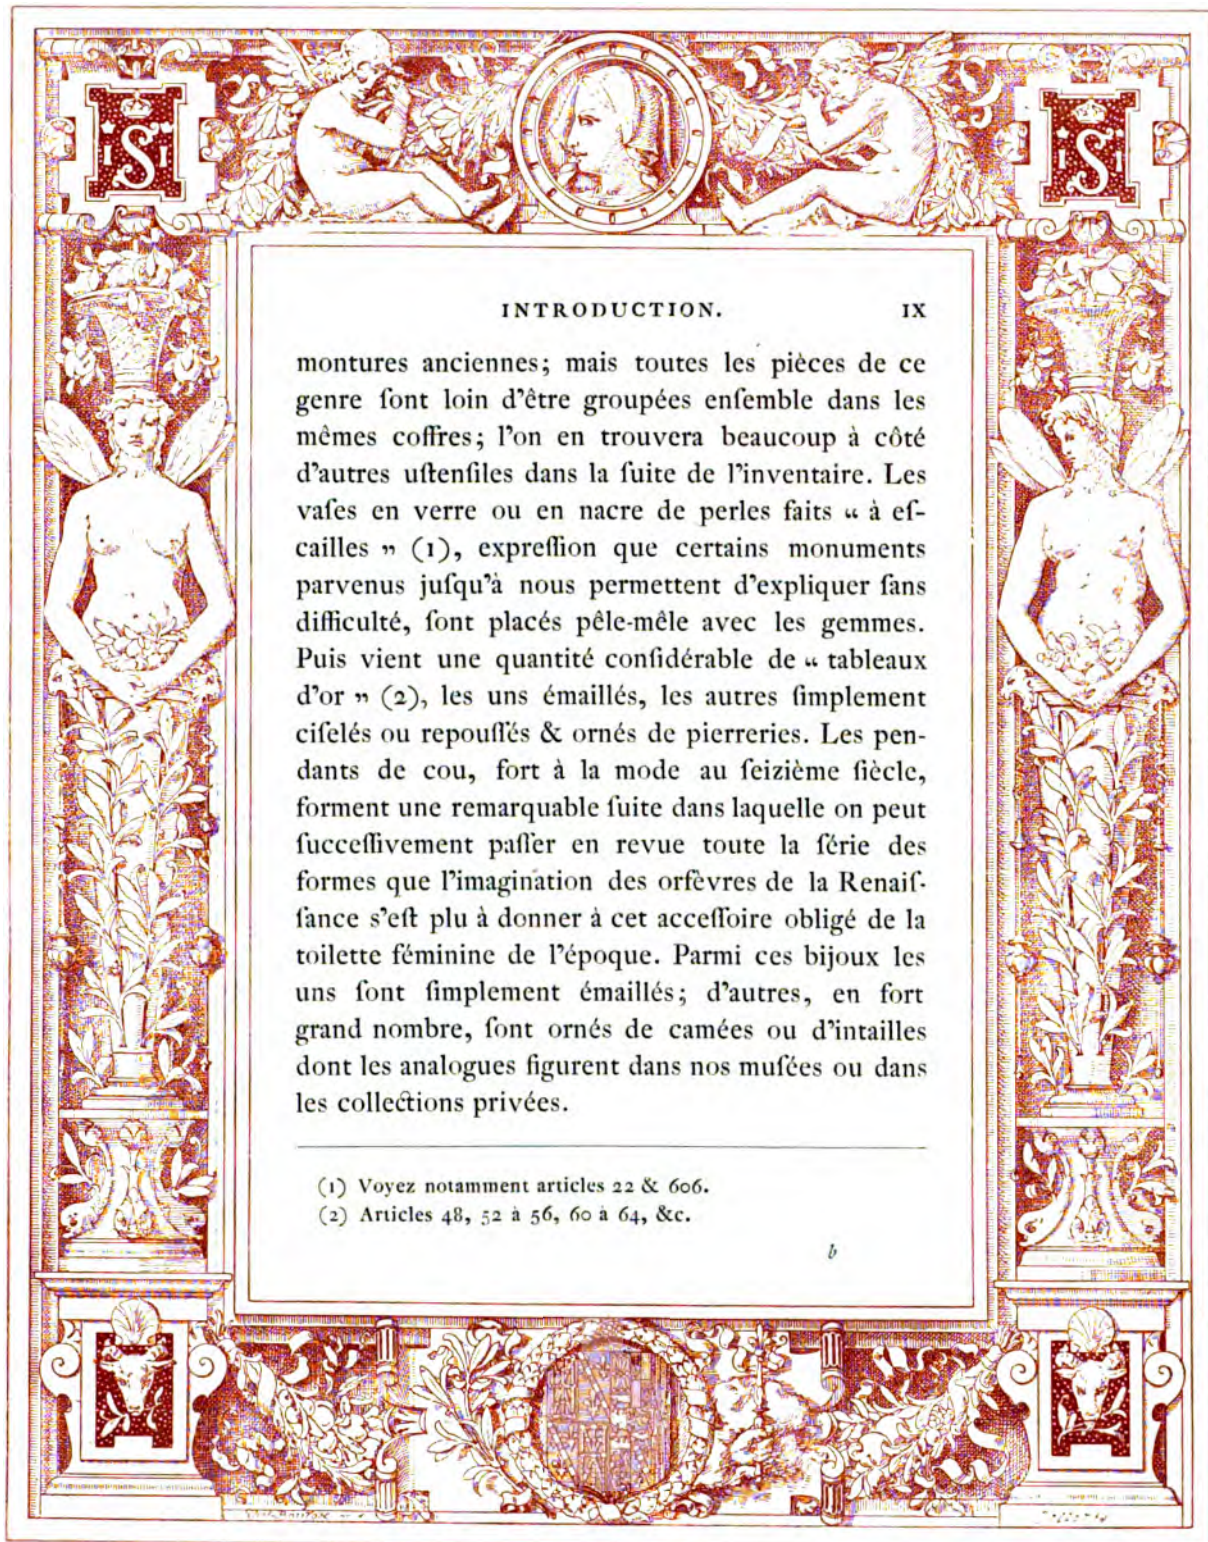 INTRODUCTION. IX
montures anciennes; mais toutes les pièces de ce
genre ſont loin d'être groupées enſemble dans les
mêmes coffres; l'on en trouvera beaucoup à côté
d'autres uſtenſiles dans la ſuite de l'inventaire. Les
vaſes en verre ou en nacre de perles faits « à eſ-
cailles » (1), expreſſion que certains monuments
parvenus juſqu'à nous permettent d'expliquer ſans
difficulté, ſont placés pêle-mêle avec les gemmes.
Puis vient une quantité conſidérable de « tableaux
d'or » (2), les uns émaillés, les autres ſimplement
ciſelés ou repouſſés & ornés de pierreries. Les pen-
dants de cou, fort à la mode au ſeizième ſiècle,
forment une remarquable ſuite dans laquelle on peut
ſucceſſivement paſſer en revue toute la ſérie des
formes que l'imagination des orfèvres de la Renaiſ-
ſance s'eſt plu à donner à cet acceſſoire obligé de la
toilette féminine de l'époque. Parmi ces bijoux les
uns ſont ſimplement émaillés; d'autres, en fort
grand nombre, ſont ornés de camées ou d'intailles
dont les analogues figurent dans nos muſées ou dans
les collections privées.
(1) Voyez notamment articles 22 & 606.
(2) Articles 48, 52 à 56, 60 à 64, &c.
b